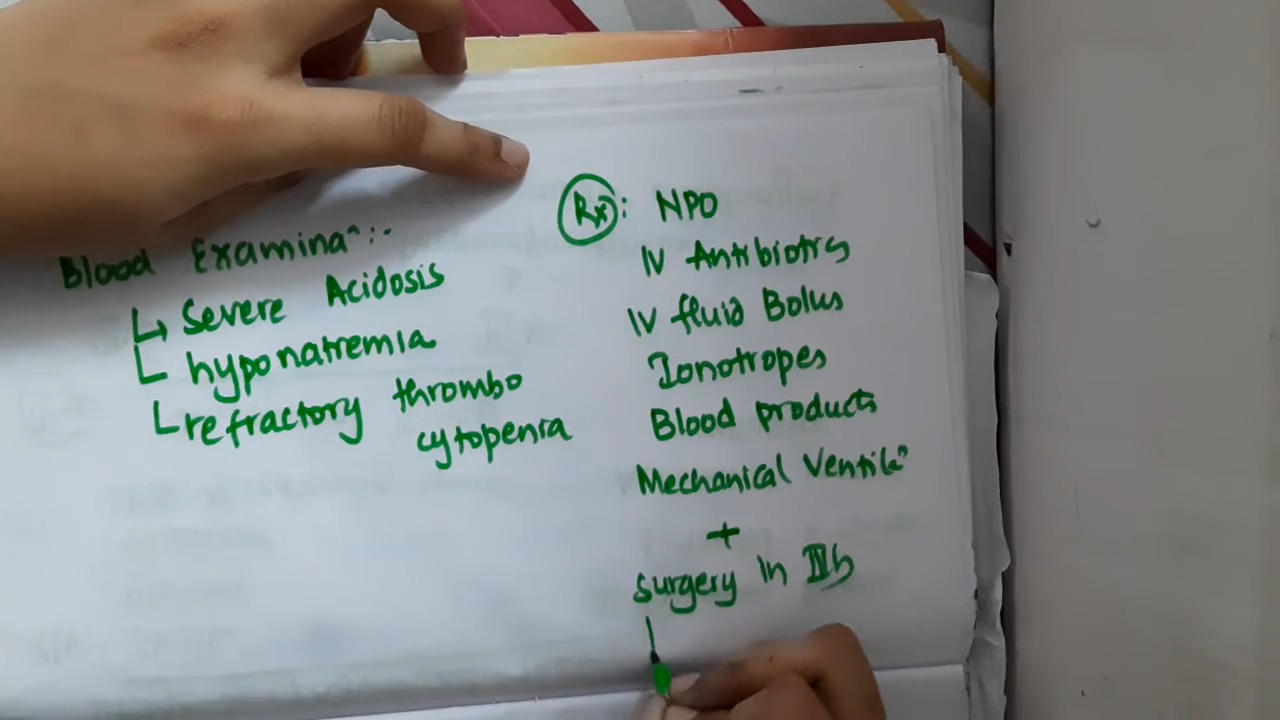 Blood Examinaⁿ:-
↳ Severe Acidosis
↳ hyponatremia
↳ refractory thrombo
cytopenia
Rx: NPO
IV Antibiotics
IV fluid Bolus
Ionotropes
Blood products
Mechanical Ventilaⁿ
+
surgery in IIIb